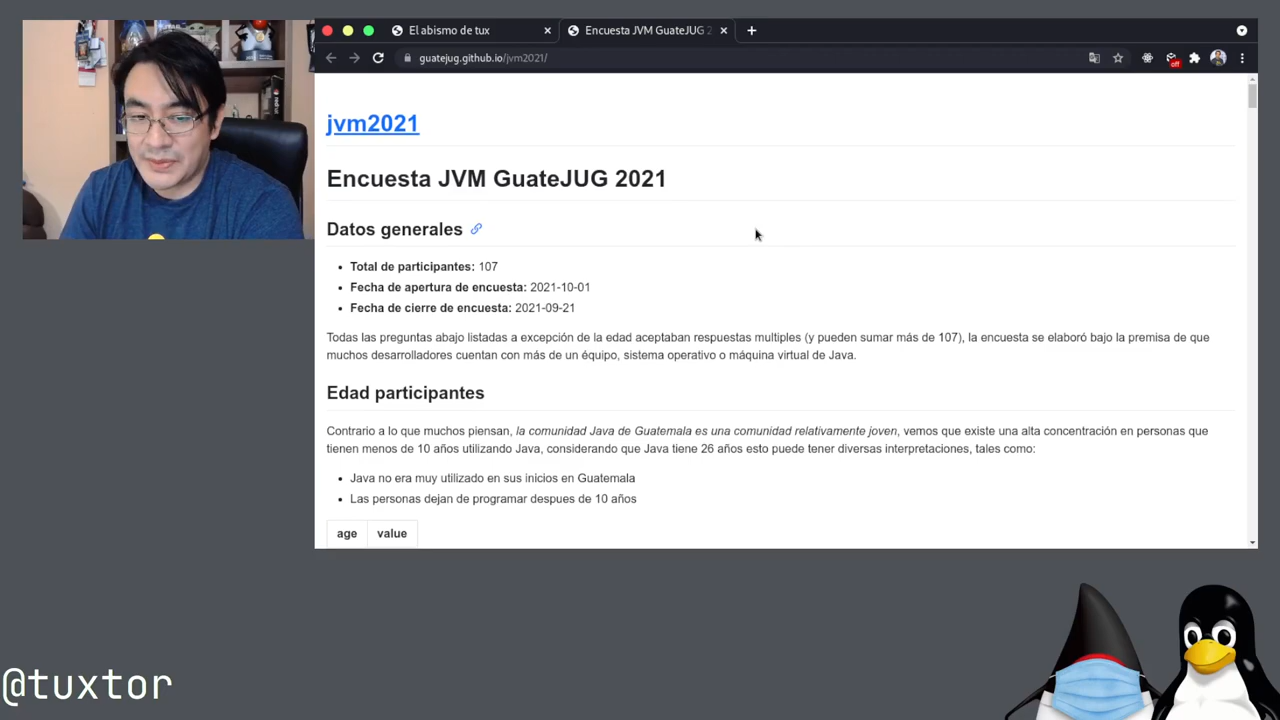 El abismo de tux
Encuesta JVM GuateJUG 2
guatejug.github.io/jvm2021/
off
jvm2021
Encuesta JVM GuateJUG 2021
Datos generales
• Total de participantes: 107
• Fecha de apertura de encuesta: 2021-10-01
• Fecha de cierre de encuesta: 2021-09-21
Todas las preguntas abajo listadas a excepción de la edad aceptaban respuestas multiples (y pueden sumar más de 107), la encuesta se elaboró bajo la premisa de que
muchos desarrolladores cuentan con más de un équipo, sistema operativo o máquina virtual de Java.
Edad participantes
Contrario a lo que muchos piensan, la comunidad Java de Guatemala es una comunidad relativamente joven, vemos que existe una alta concentración en personas que
tienen menos de 10 años utilizando Java, considerando que Java tiene 26 años esto puede tener diversas interpretaciones, tales como:
• Java no era muy utilizado en sus inicios en Guatemala
• Las personas dejan de programar despues de 10 años
age value
@tuxtor